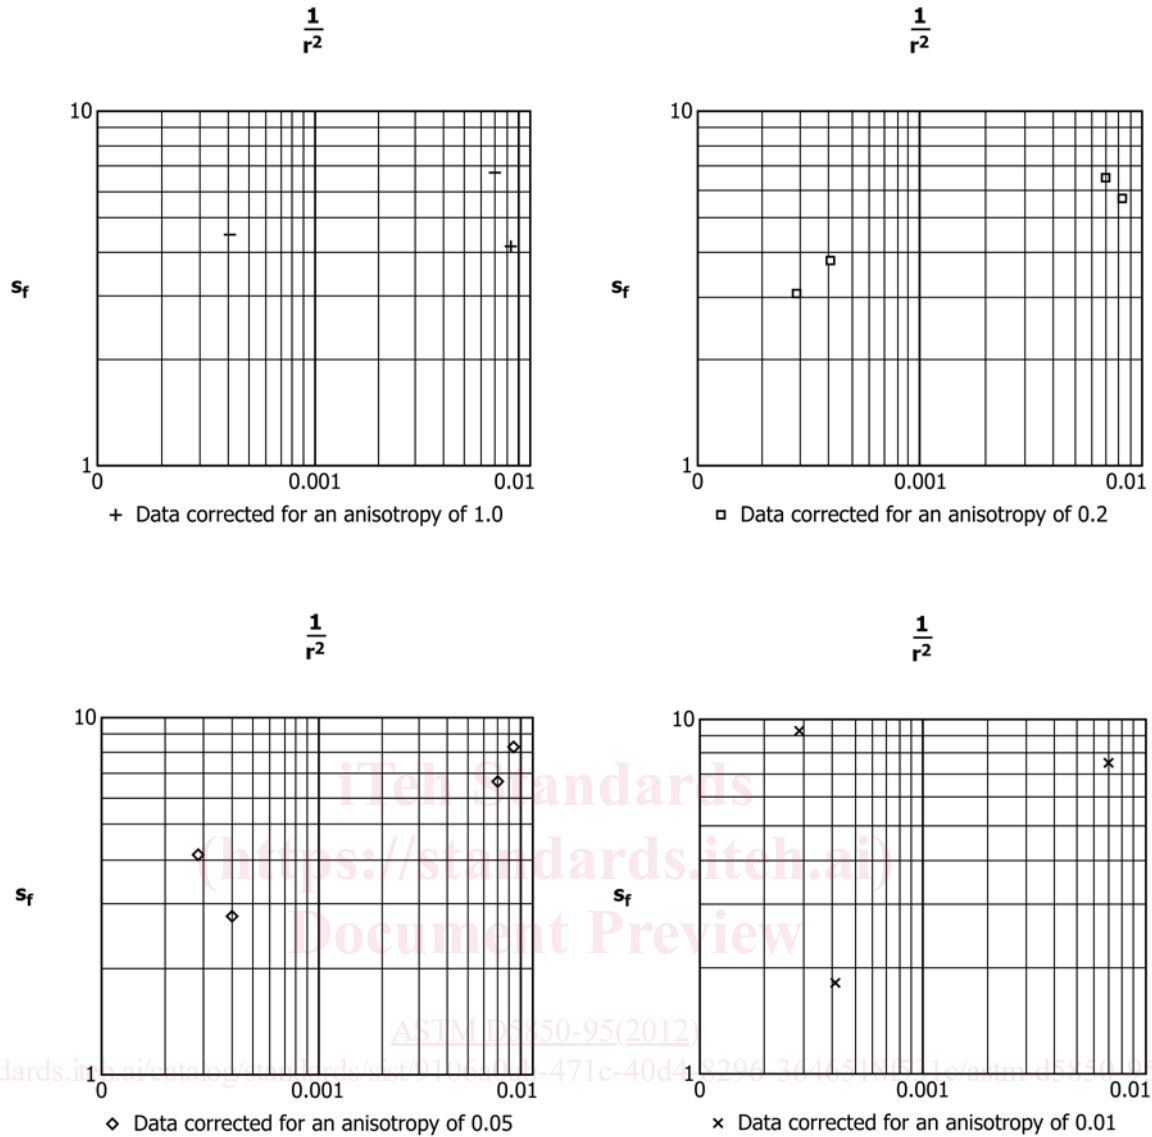 1
r²
10
s_f
1
0 0.001 0.01
+ Data corrected for an anisotropy of 1.0
1
r²
10
s_f
1
0 0.001 0.01
□ Data corrected for an anisotropy of 0.2
1
r²
10
s_f
1
0 0.001 0.01
◇ Data corrected for an anisotropy of 0.05
1
r²
10
s_f
1
0 0.001 0.01
× Data corrected for an anisotropy of 0.01
iTeh Standards
(https://standards.iteh.ai)
Document Preview
ASTM D5850-95(2012)